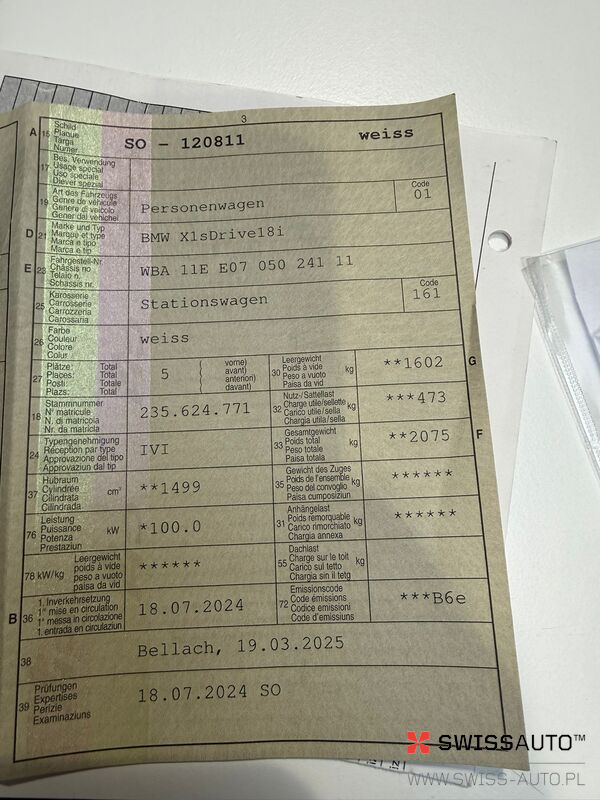 3
A 15 Schild
Plaque
Targa
Numer
SO - 120811 weiss
17 Bes. Verwendung
Usage spécial
Uso speciale
Diever spezial
19 Art des Fahrzeugs
Genre de véhicule
Genere di veicolo
Gener dal vehichel
Personenwagen
Code
01
D 21 Marke und Typ
Marque et type
Marca e tipo
Marca e tip
BMW X1sDrive18i
E 23 Fahrgestell-Nr.
Châssis no
Telaio n.
Schassis nr.
WBA 11E E07 050 241 11
25 Karosserie
Carrosserie
Carrozzeria
Carossaria
Stationswagen
Code
161
26 Farbe
Couleur
Colore
Colur
weiss
27 Plätze: Total
Places: Total
Posti: Totale
Plazs: Total
5
vorne)
avant)
anteriori)
davant)
30 Leergewicht
Poids à vide
Peso a vuoto
Paisa da vid
kg
**1602
G
18 Stammnummer
N° matricule
N. di matricola
Nr. da matricla
235.624.771
32 Nutz-/Sattellast
Charge utile/sellette
Carico utile/sella
Chargia utila/sella
kg
***473
24 Typengenehmigung
Réception par type
Approvazione del tipo
Approvaziun dal tip
IVI
33 Gesamtgewicht
Poids total
Peso totale
Paisa totala
kg
**2075
F
37 Hubraum
Cylindrée
Cilindrata
Cilindrada
cm³
**1499
35 Gewicht des Zuges
Poids de l'ensemble
Peso del convoglio
Paisa cumposiziun
kg
******
76 Leistung
Puissance
Potenza
Prestaziun
kW
*100.0
31 Anhängelast
Poids remorquable
Carico rimorchiato
Chargia annexa
kg
******
78 kW/kg Leergewicht
poids à vide
peso a vuoto
paisa da vid
******
55 Dachlast
Charge sur le toit
Carico sul tetto
Chargia sin il tetg
kg
B 36 1. Inverkehrsetzung
1re mise en circulation
1a messa in circolazione
1. entrada en circulaziun
18.07.2024
72 Emissionscode
Code émissions
Codice emissioni
Code d'emissiuns
***B6e
38
Bellach, 19.03.2025
39 Prüfungen
Expertises
Perizie
Examinaziuns
18.07.2024 SO
SWISSAUTO™
WWW.SWISS-AUTO.PL